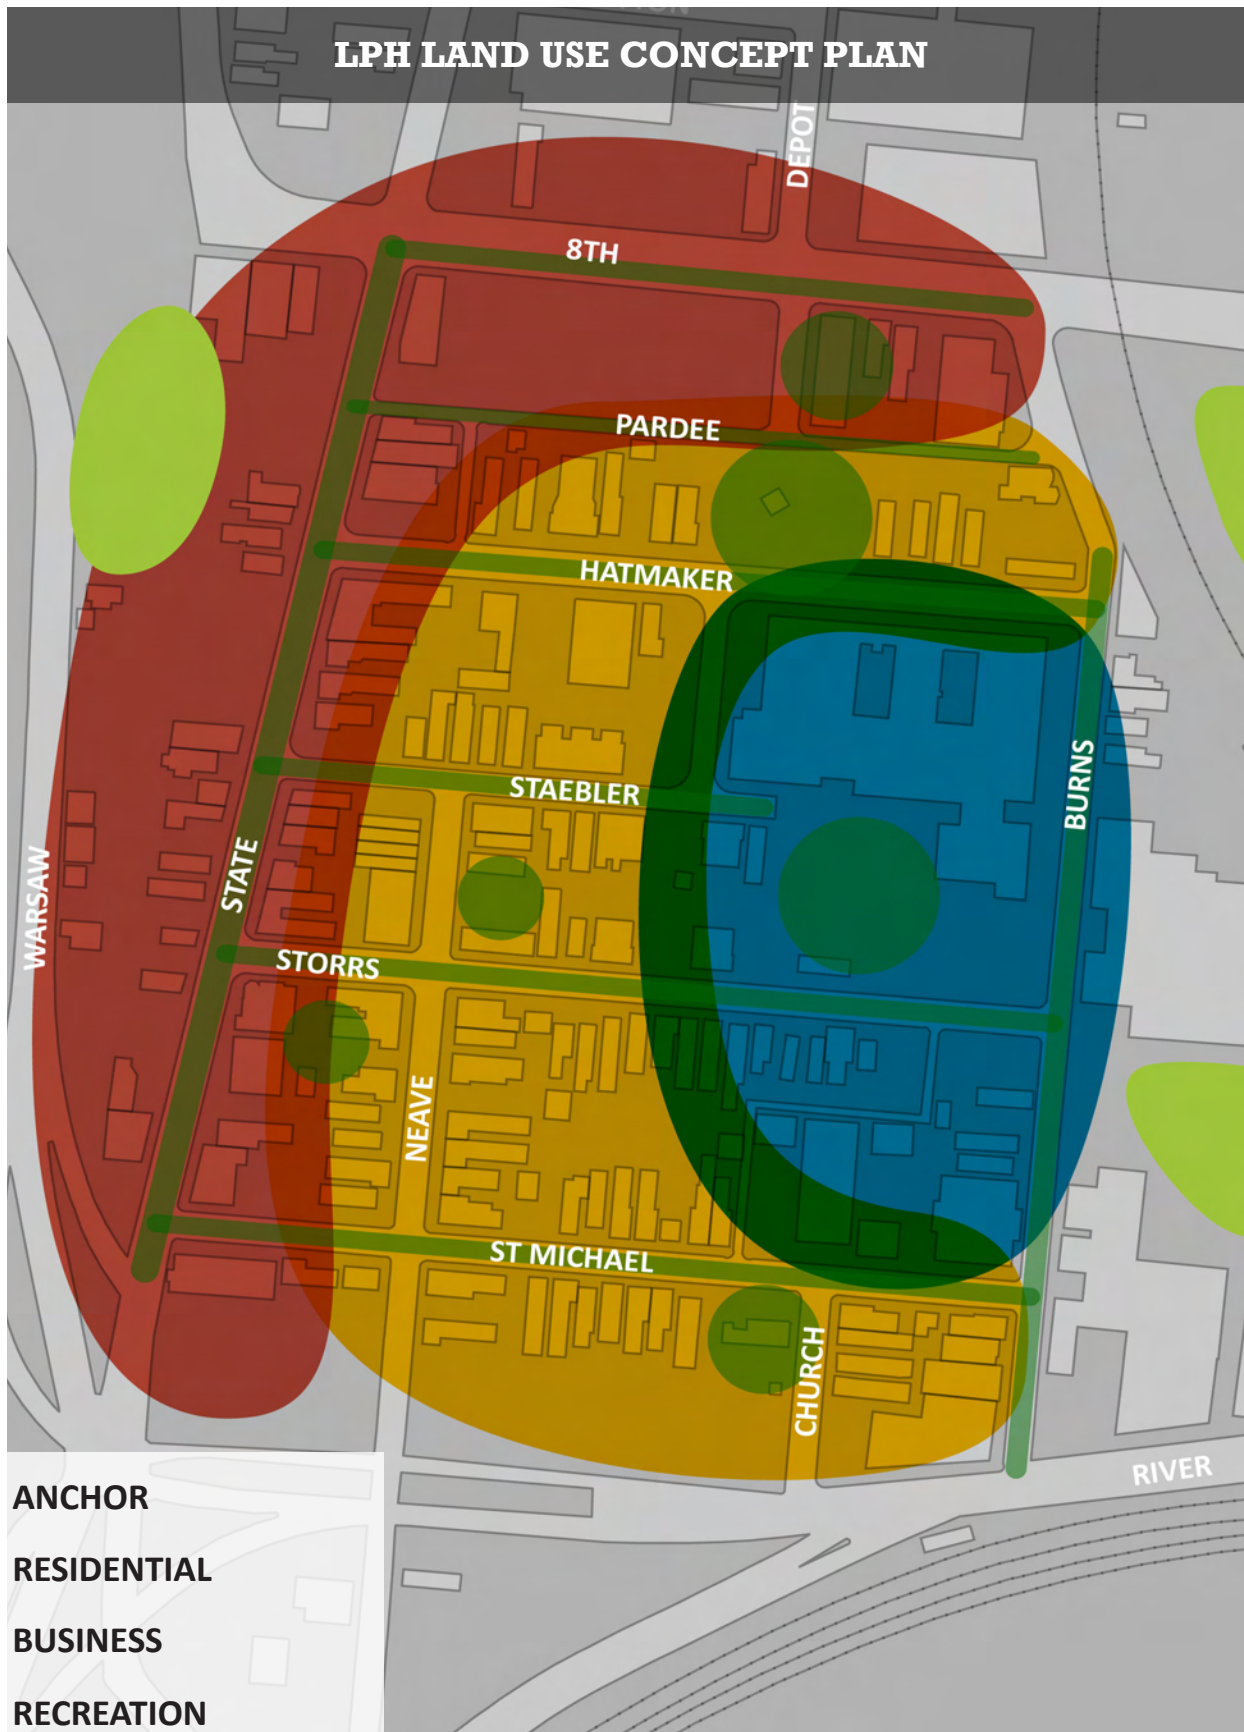 LPH LAND USE CONCEPT PLAN
DEPOT
8TH
PARDEE
HATMAKER
STAEBLER
BURNS
STATE
WARSAW
STORRS
NEAVE
ST MICHAEL
CHURCH
RIVER
ANCHOR
RESIDENTIAL
BUSINESS
RECREATION